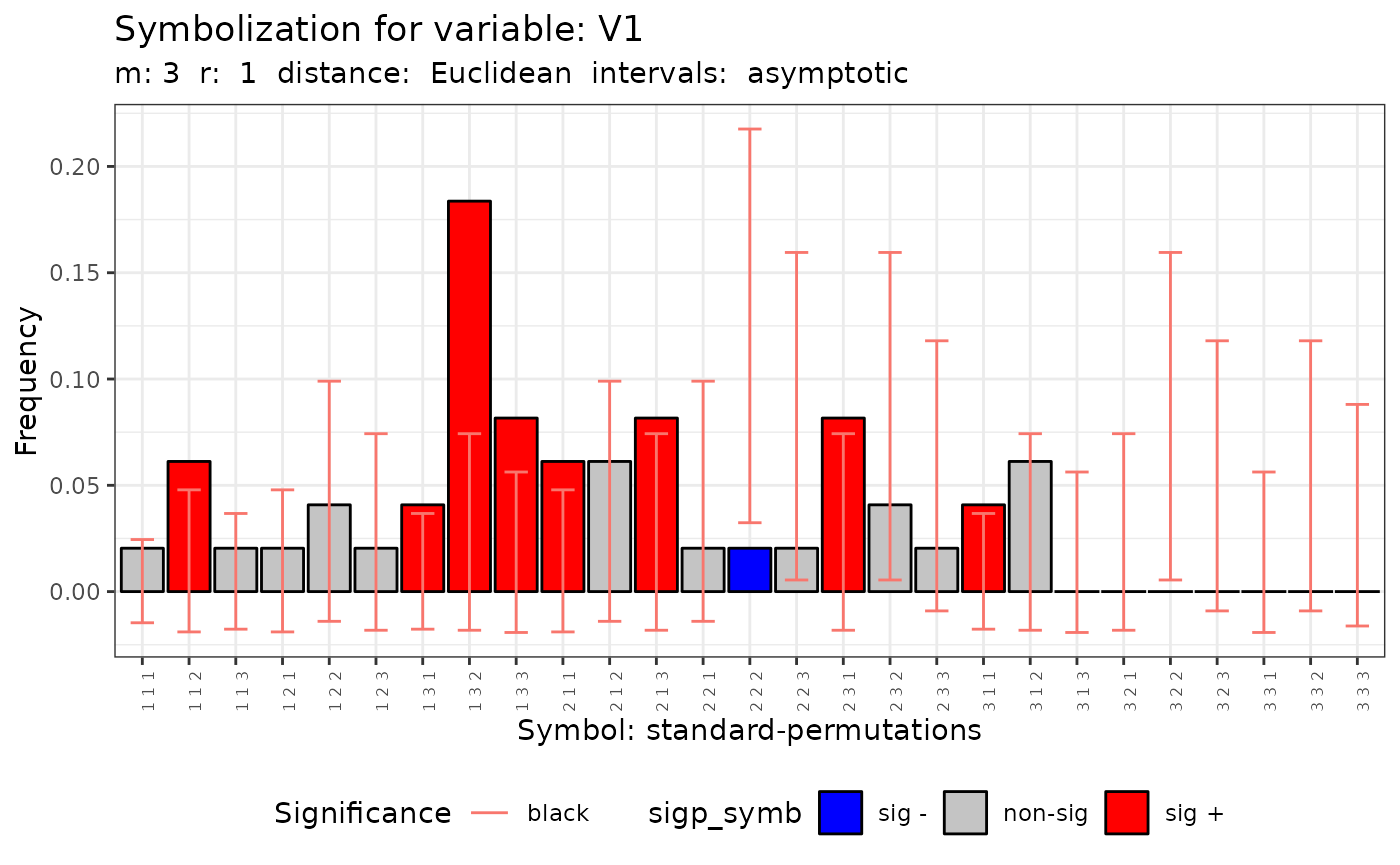 Symbolization for variable: V1
m: 3 r: 1 distance: Euclidean intervals: asymptotic
Frequency
0.20
0.15
0.10
0.05
0.00
1 1 1
1 1 2
1 1 3
1 2 1
1 2 2
1 2 3
1 3 1
1 3 2
1 3 3
2 1 1
2 1 2
2 1 3
2 2 1
2 2 2
2 2 3
2 3 1
2 3 2
2 3 3
3 1 1
3 1 2
3 1 3
3 2 1
3 2 2
3 2 3
3 3 1
3 3 2
3 3 3
Symbol: standard-permutations
Significance black sigp_symb sig - non-sig sig +